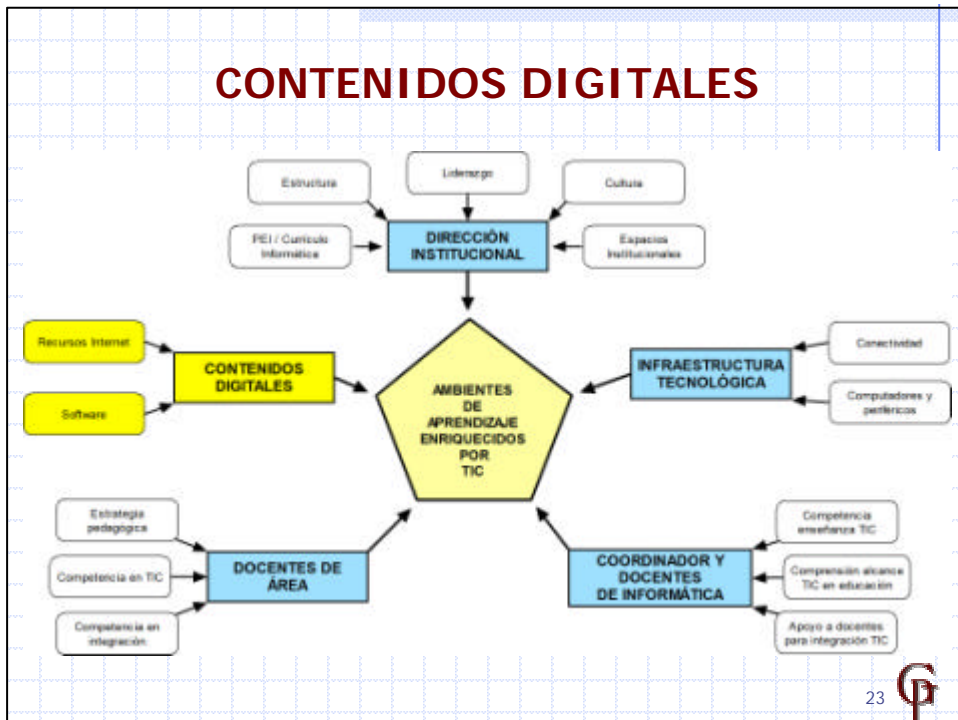 CONTENIDOS DIGITALES
Estructura
Liderazgo
Cultura
PEI / Currículo
Informática
DIRECCIÓN
INSTITUCIONAL
Espacios
Institucionales
Recursos Internet
Software
CONTENIDOS
DIGITALES
AMBIENTES
DE
APRENDIZAJE
ENRIQUECIDOS
POR
TIC
INFRAESTRUCTURA
TECNOLÓGICA
Conectividad
Computadores y
periféricos
Estrategia
pedagógica
Competencia en TIC
Competencia en
integración
DOCENTES DE
ÁREA
COORDINADOR Y
DOCENTES
DE INFORMÁTICA
Competencia
enseñanza TIC
Comprensión alcance
TIC en educación
Apoyo a docentes
para integración TIC
23